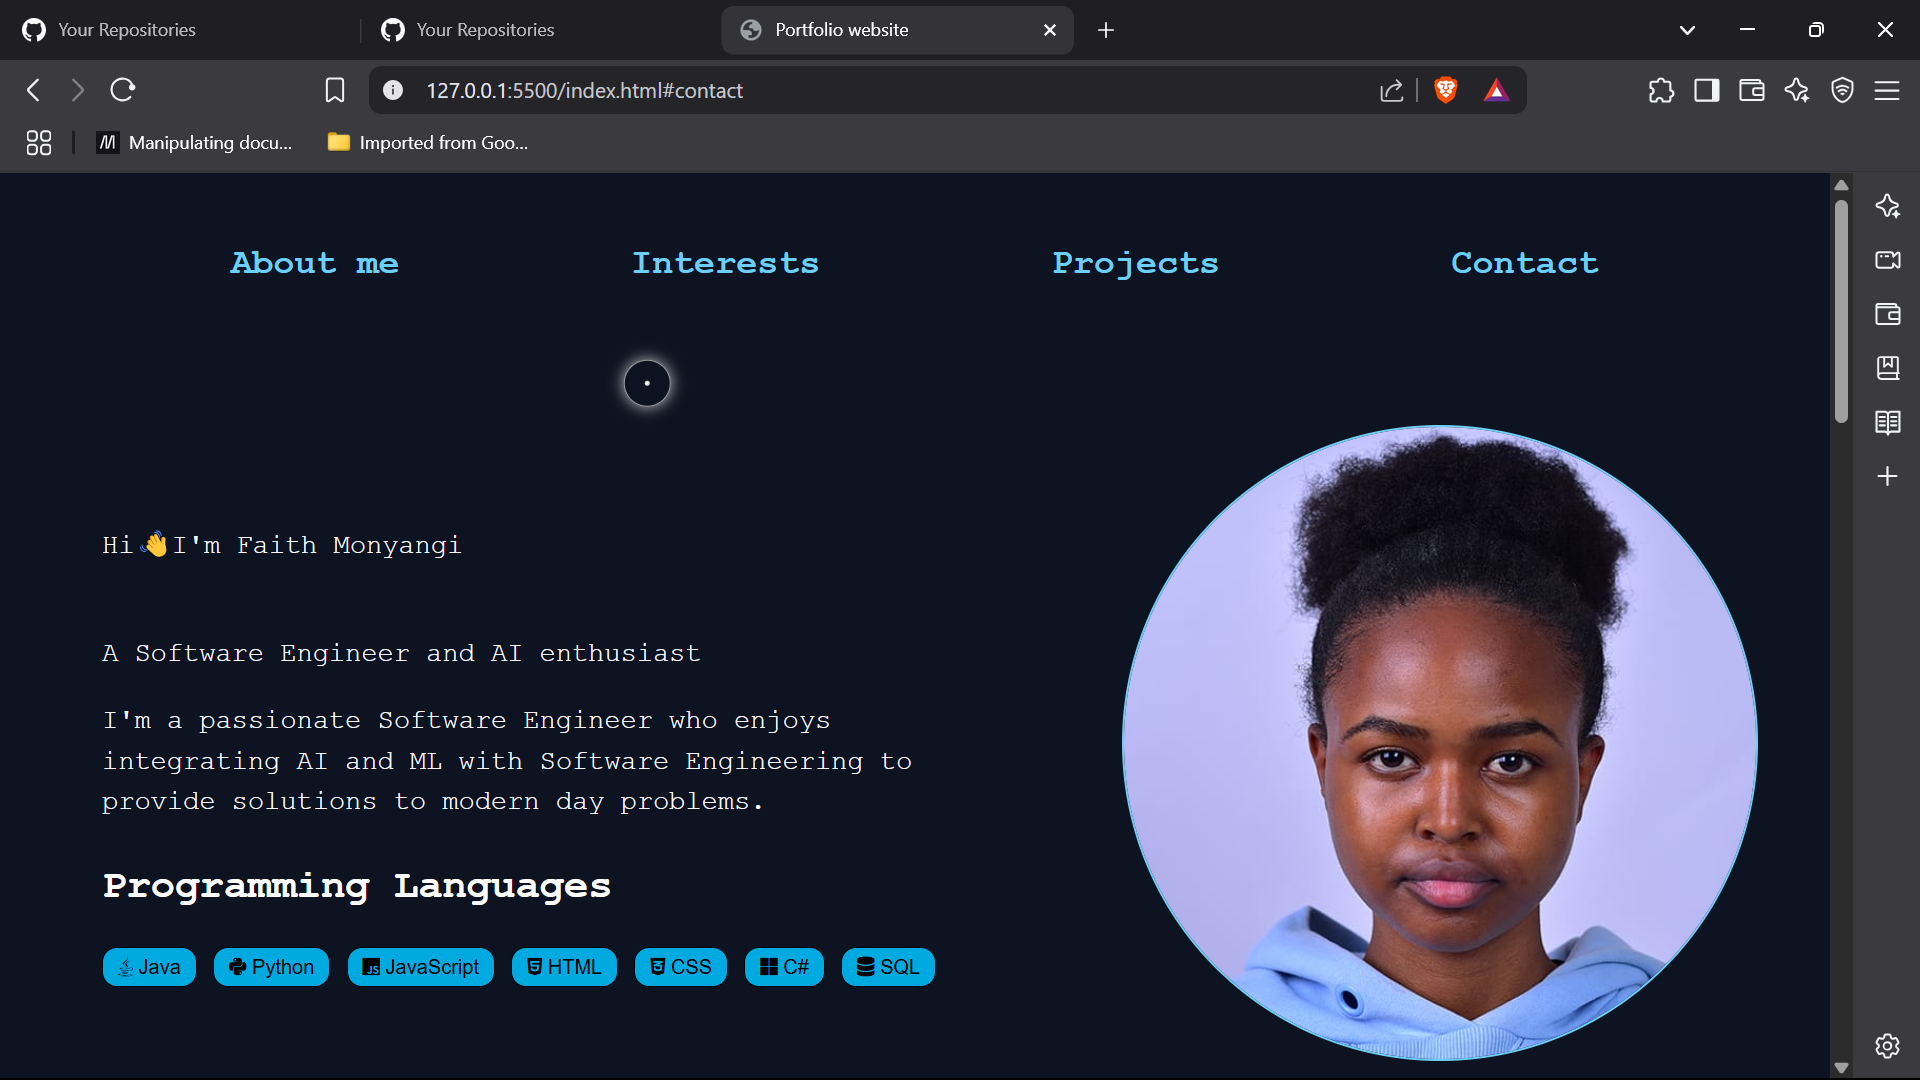 Your Repositories
Your Repositories
Portfolio website
127.0.0.1:5500/index.html#contact
M Manipulating docu...
Imported from Goo...
About me
Interests
Projects
Contact
Hi👋I'm Faith Monyangi
A Software Engineer and AI enthusiast
I'm a passionate Software Engineer who enjoys
integrating AI and ML with Software Engineering to
provide solutions to modern day problems.
Programming Languages
Java
Python
JS JavaScript
HTML
CSS
C#
SQL